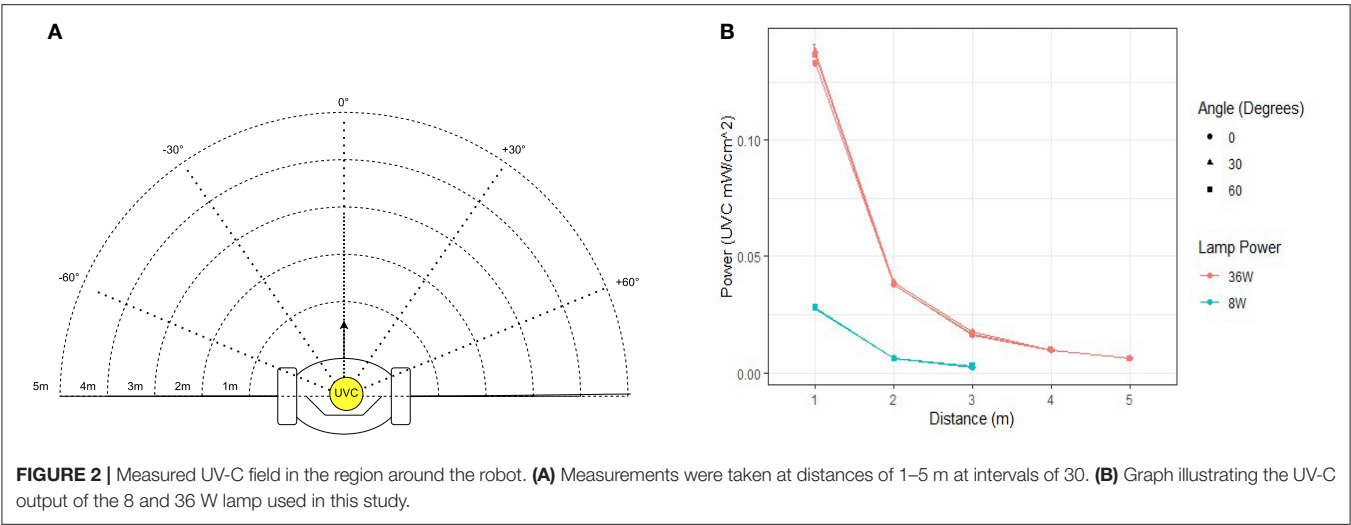 A
0°
-30°
+30°
-60°
+60°
5m 4m 3m 2m 1m
UVC
B
Power (UVC mW/cm^2)
0.10
0.05
0.00
1 2 3 4 5
Distance (m)
Angle (Degrees)
0
30
60
Lamp Power
36W
8W
FIGURE 2 | Measured UV-C field in the region around the robot. (A) Measurements were taken at distances of 1–5 m at intervals of 30. (B) Graph illustrating the UV-C
output of the 8 and 36 W lamp used in this study.